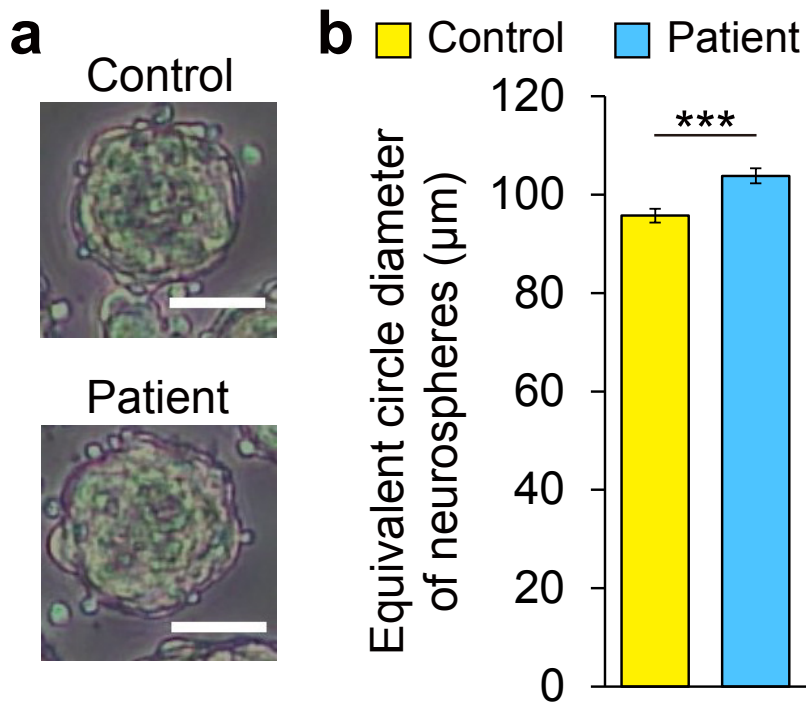 a
Control
Patient
b
Control
Patient
Equivalent circle diameter
of neurospheres (µm)
120
100
80
60
40
20
0
***